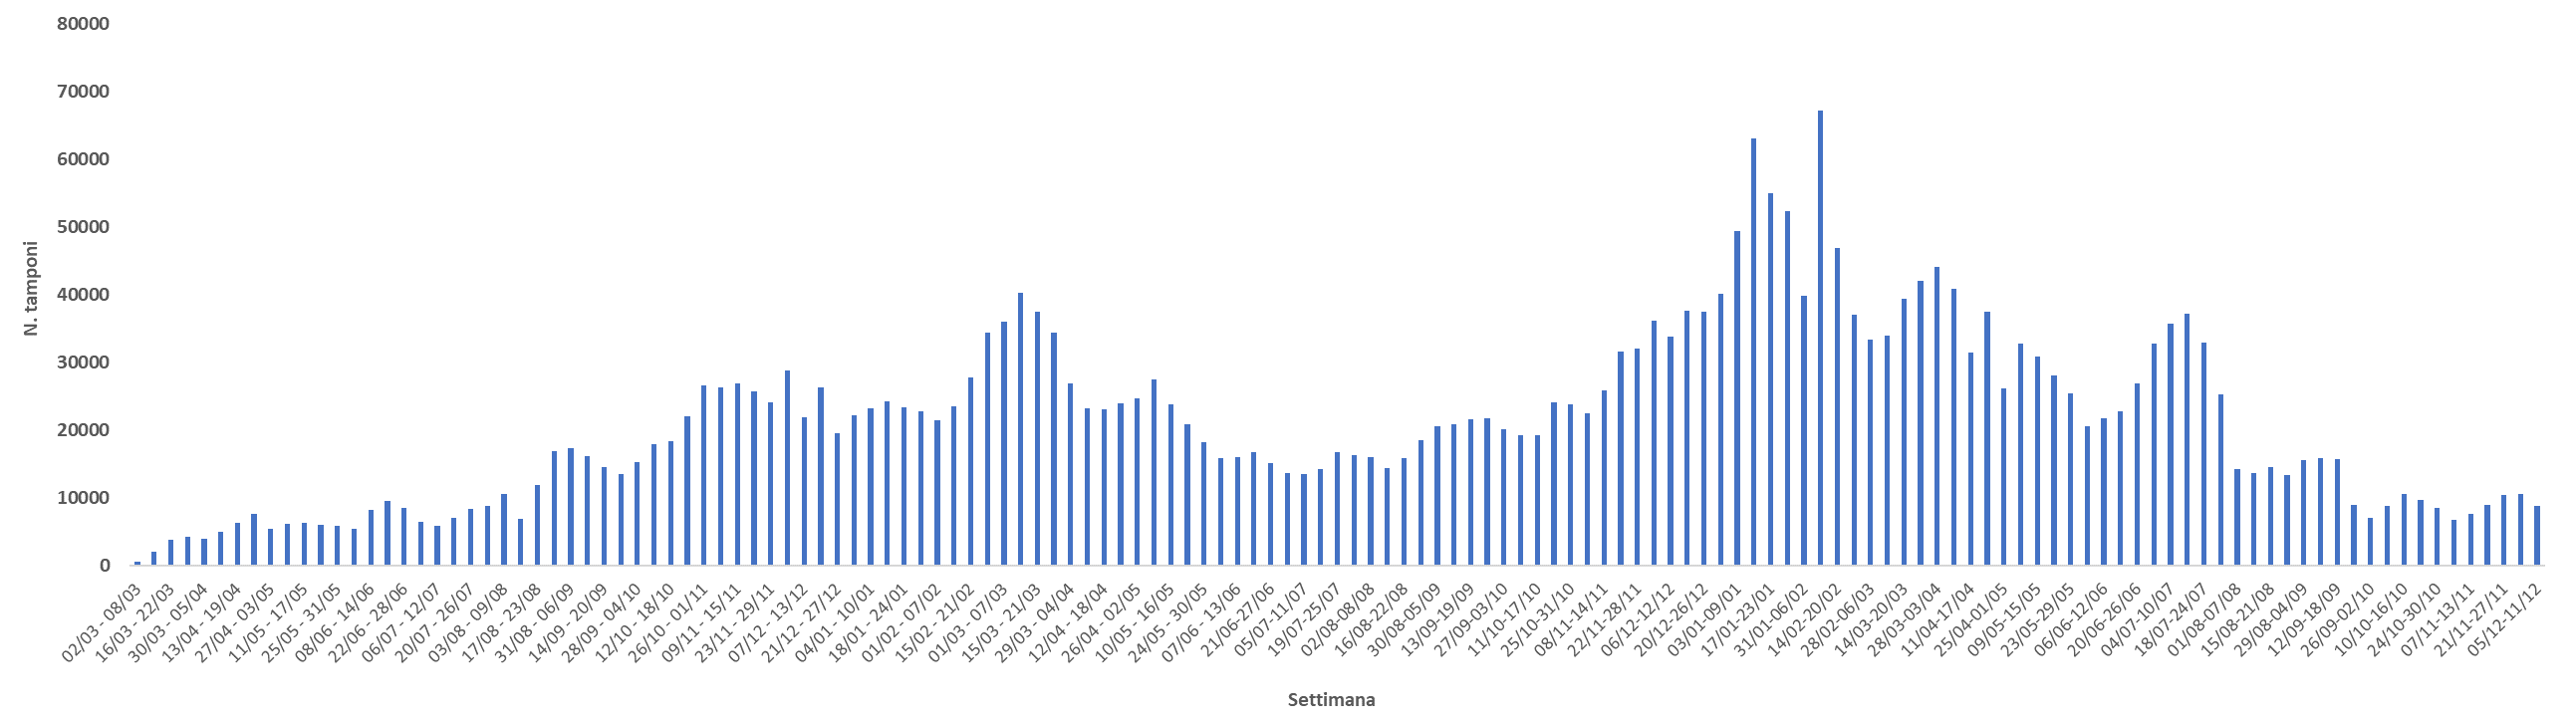 80000
70000
60000
50000
40000
30000
20000
10000
0
N. tamponi
02/03 - 08/03
16/03 - 22/03
30/03 - 05/04
13/04 - 19/04
27/04 - 03/05
11/05 - 17/05
25/05 - 31/05
08/06 - 14/06
22/06 - 28/06
06/07 - 12/07
20/07 - 26/07
03/08 - 09/08
17/08 - 23/08
31/08 - 06/09
14/09 - 20/09
28/09 - 04/10
12/10 - 18/10
26/10 - 01/11
09/11 - 15/11
23/11 - 29/11
07/12 - 13/12
21/12 - 27/12
04/01 - 10/01
18/01 - 24/01
01/02 - 07/02
15/02 - 21/02
01/03 - 07/03
15/03 - 21/03
29/03 - 04/04
12/04 - 18/04
26/04 - 02/05
10/05 - 16/05
24/05 - 30/05
07/06 - 13/06
21/06-27/06
05/07-11/07
19/07-25/07
02/08-08/08
16/08-22/08
30/08-05/09
13/09-19/09
27/09-03/10
11/10-17/10
25/10-31/10
08/11-14/11
22/11-28/11
06/12-12/12
20/12-26/12
03/01-09/01
17/01-23/01
31/01-06/02
14/02-20/02
28/02-06/03
14/03-20/03
28/03-03/04
11/04-17/04
25/04-01/05
09/05-15/05
23/05-29/05
06/06-12/06
20/06-26/06
04/07-10/07
18/07-24/07
01/08-07/08
15/08-21/08
29/08-04/09
12/09-18/09
26/09-02/10
10/10-16/10
24/10-30/10
07/11-13/11
21/11-27/11
05/12-11/12
Settimana